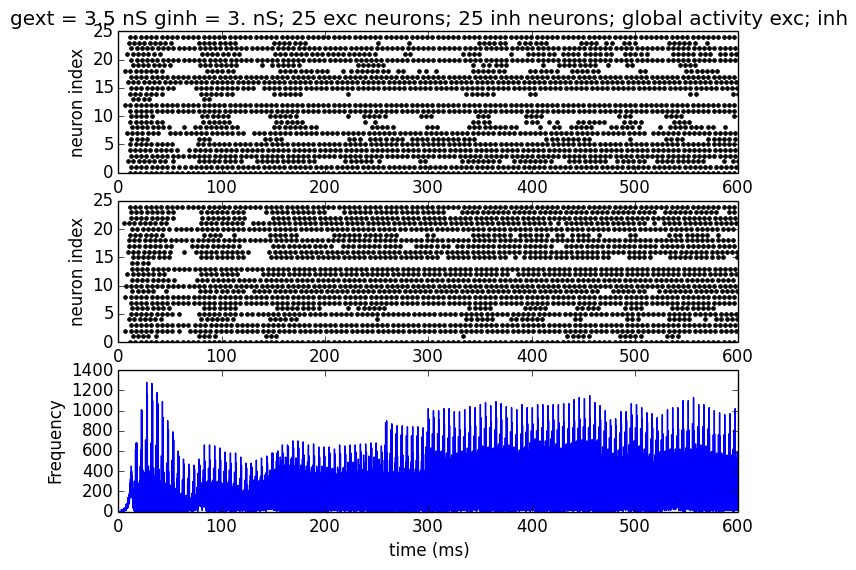 gext = 3.5 nS ginh = 3. nS; 25 exc neurons; 25 inh neurons; global activity exc; inh
25
20
15
10
5
0
neuron index
0 100 200 300 400 500 600
25
20
15
10
5
0
neuron index
0 100 200 300 400 500 600
1400
1200
1000
800
600
400
200
0
Frequency
0 100 200 300 400 500 600
time (ms)